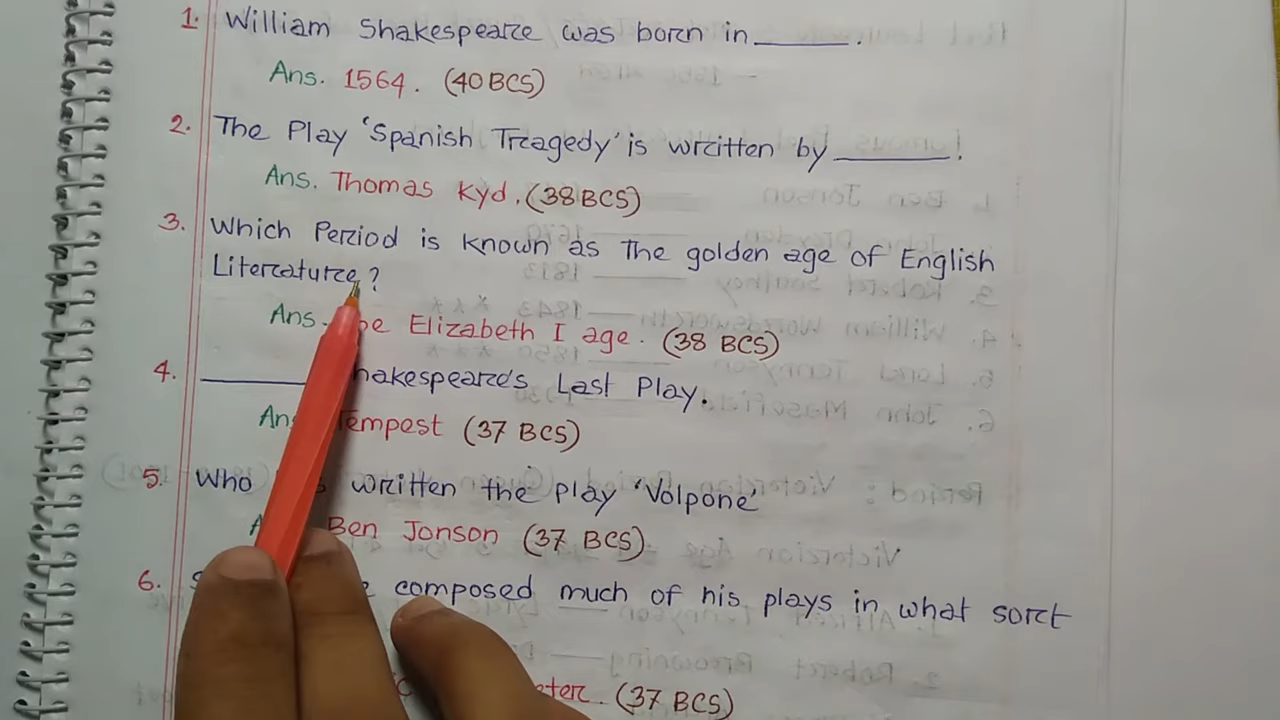 1. William Shakespeare was born in ______.
Ans. 1564. (40 BCS)
2. The Play 'Spanish Tragedy' is written by ______.
Ans. Thomas Kyd. (38 BCS)
3. Which Period is known as the golden age of English
Literature?
Ans. Elizabeth I age. (38 BCS)
4. ______ Shakespeare's Last Play.
Ans. Tempest (37 BCS)
5. Who written the play 'Volpone'
Ben Jonson (37 BCS)
6. composed much of his plays in what sort
(37 BCS)